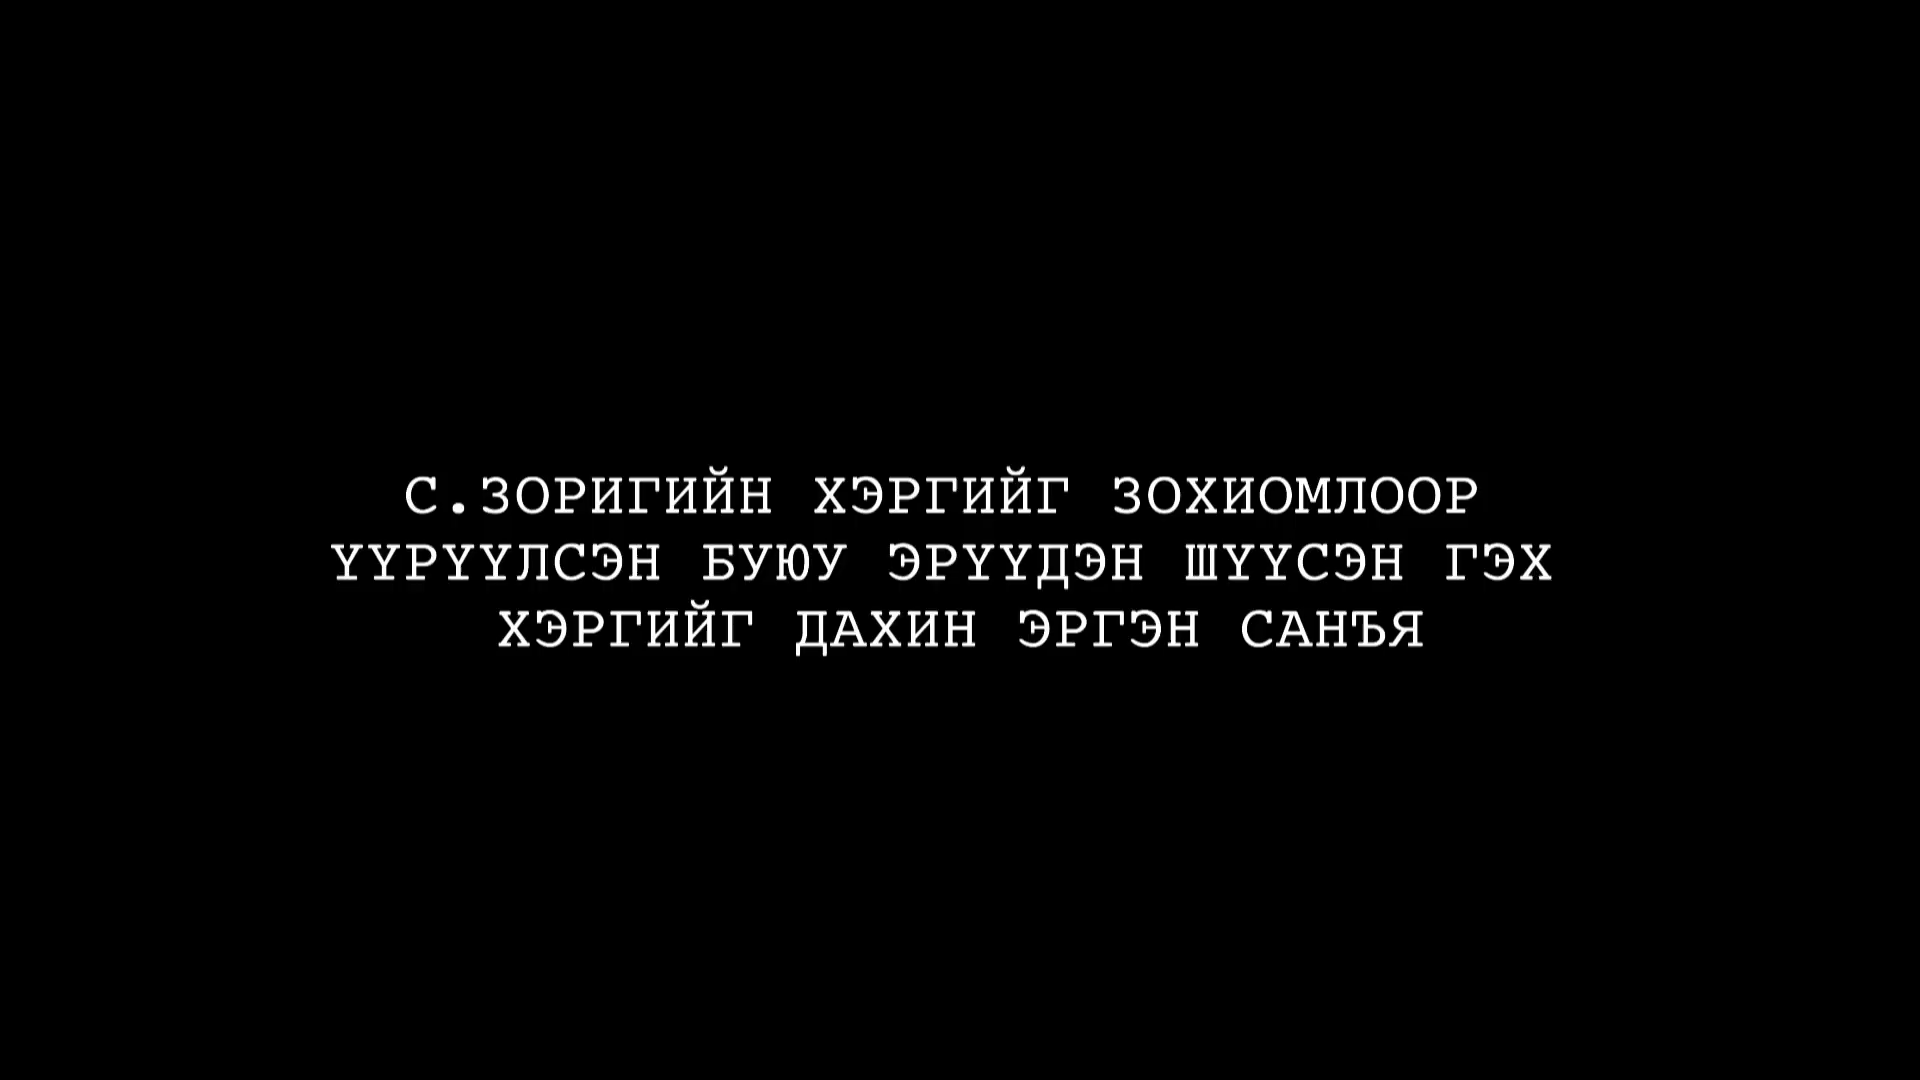 С.ЗОРИГИЙН ХЭРГИЙГ ЗОХИОМЛООР
ҮҮРҮҮЛСЭН БУЮУ ЭРҮҮДЭН ШҮҮСЭН ГЭХ
ХЭРГИЙГ ДАХИН ЭРГЭН САНЪЯ